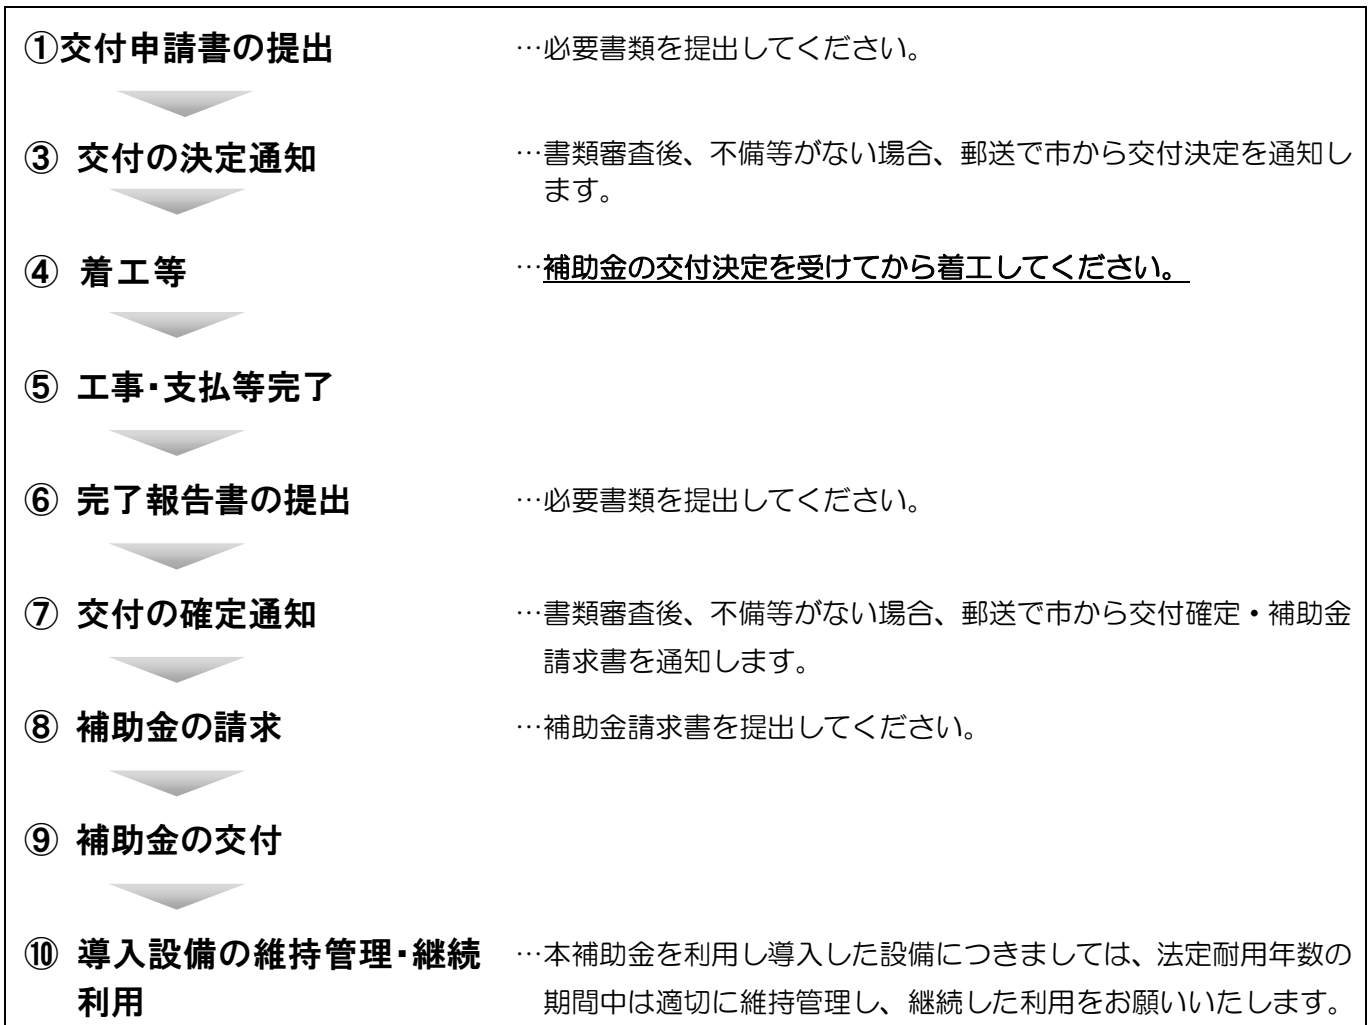 ①交付申請書の提出 …必要書類を提出してください。
③ 交付の決定通知 …書類審査後、不備等がない場合、郵送で市から交付決定を通知し
ます。
④ 着工等 …補助金の交付決定を受けてから着工してください。
⑤ 工事・支払等完了
⑥ 完了報告書の提出 …必要書類を提出してください。
⑦ 交付の確定通知 …書類審査後、不備等がない場合、郵送で市から交付確定・補助金
請求書を通知します。
⑧ 補助金の請求 …補助金請求書を提出してください。
⑨ 補助金の交付
⑩ 導入設備の維持管理・継続 …本補助金を利用し導入した設備につきましては、法定耐用年数の
利用 期間中は適切に維持管理し、継続した利用をお願いいたします。